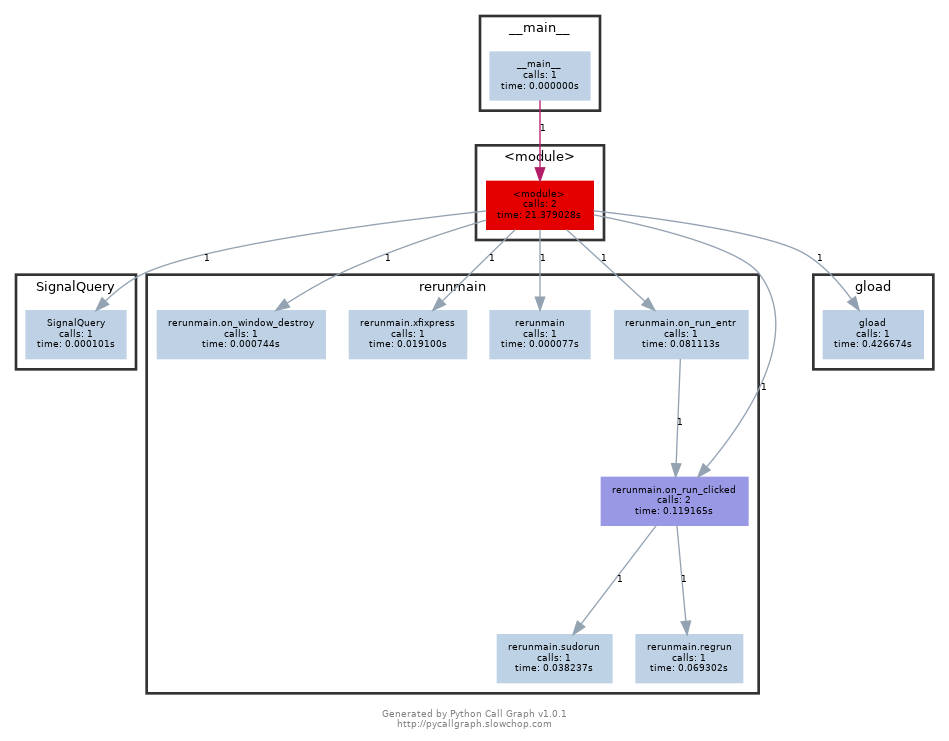 __main__
__main__
calls: 1
time: 0.000000s
1
<module>
<module>
calls: 2
time: 21.879028s
1
1
1
1
1
1
SignalQuery
SignalQuery
calls: 1
time: 0.000101s
rerunmain
rerunmain.on_window_destroy
calls: 1
time: 0.000744s
rerunmain.xfixpress
calls: 1
time: 0.019100s
rerunmain
calls: 1
time: 0.000077s
rerunmain.on_run_entr
calls: 1
time: 0.081113s
gload
gload
calls: 1
time: 0.426674s
1
1
rerunmain.on_run_clicked
calls: 2
time: 0.119165s
1
1
rerunmain.sudorun
calls: 1
time: 0.038237s
rerunmain.regrun
calls: 1
time: 0.069302s
Generated by Python Call Graph v1.0.1
http://pycallgraph.slowchop.com